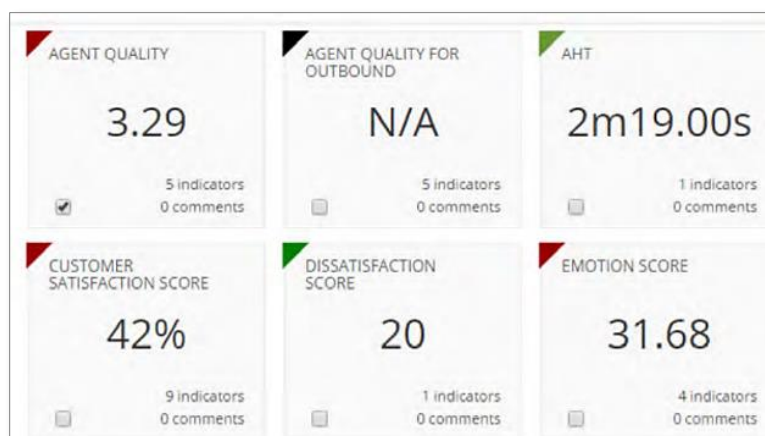 AGENT QUALITY
3.29
5 indicators
0 comments
AGENT QUALITY FOR
OUTBOUND
N/A
5 indicators
0 comments
AHT
2m19.00s
1 indicators
0 comments
CUSTOMER
SATISFACTION SCORE
42%
9 indicators
0 comments
DISSATISFACTION
SCORE
20
1 indicators
0 comments
EMOTION SCORE
31.68
4 indicators
0 comments